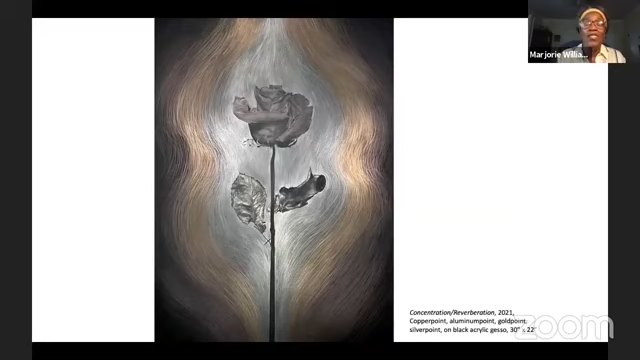 Marjorie Willia...
Concentration/Reverberation, 2021,
Copperpoint, aluminumpoint, goldpoint,
silverpoint, on black acrylic gesso, 30" x 22"
zoom